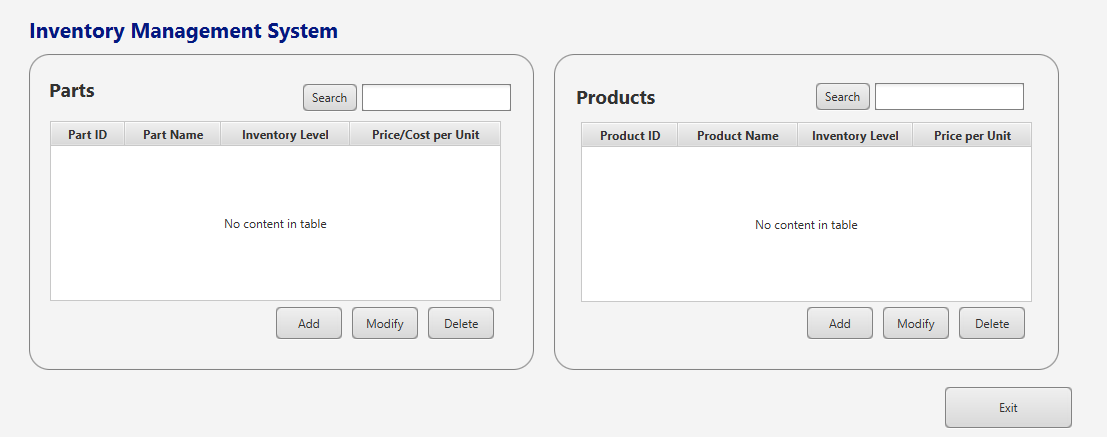 Inventory Management System
Parts
Search
Part ID Part Name Inventory Level Price/Cost per Unit
No content in table
Add Modify Delete
Products
Search
Product ID Product Name Inventory Level Price per Unit
No content in table
Add Modify Delete
Exit